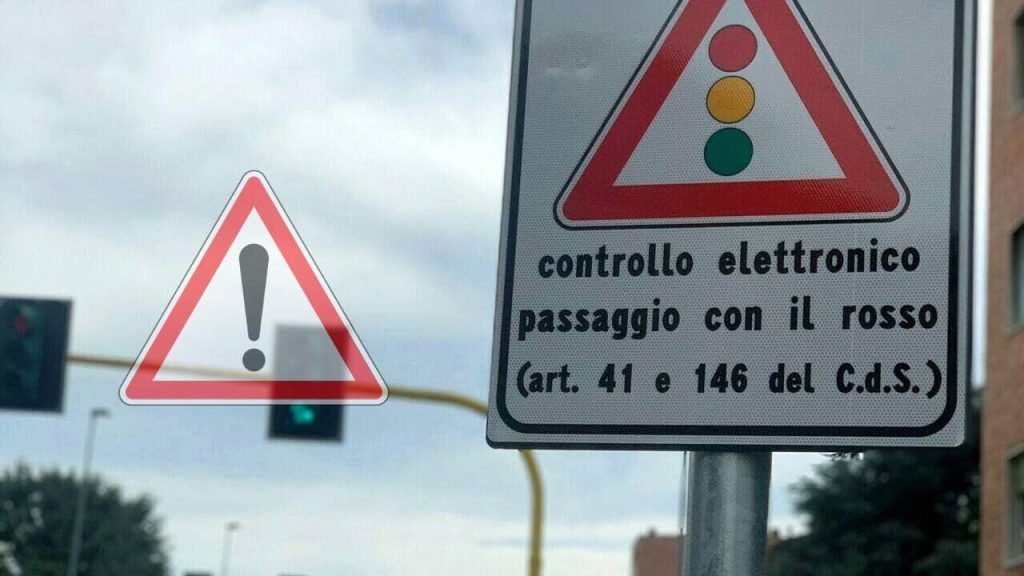 controllo elettronico
passaggio con il rosso
(art. 41 e 146 del C.d.S.)